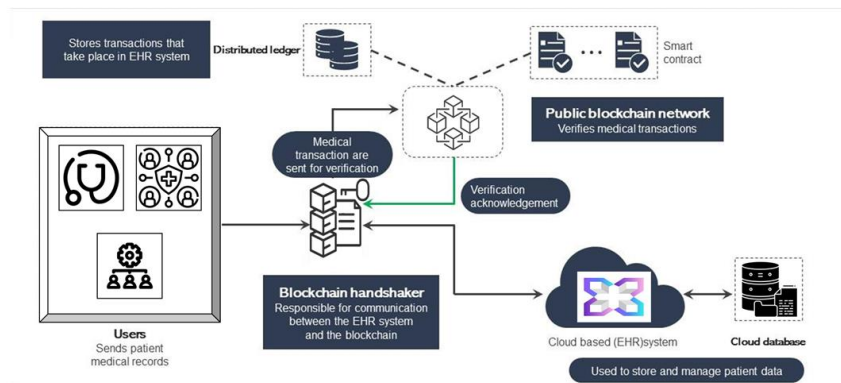 Stores transactions that
take place in EHR system
Distributed ledger
Smart
contract
Public blockchain network
Verifies medical transactions
Medical
transaction are
sent for verification
Verification
acknowledgement
Blockchain handshaker
Responsible for communication
between the EHR system
and the blockchain
Users
Sends patient
medical records
Cloud based (EHR)system
Cloud database
Used to store and manage patient data